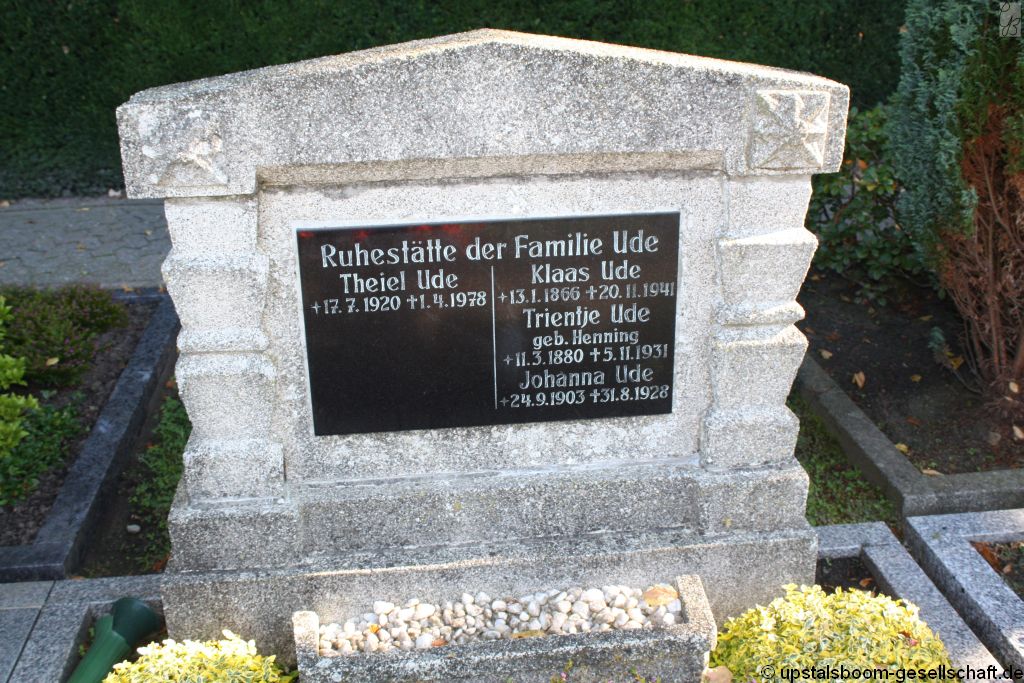 Ruhestätte der Familie Ude
Theiel Ude
+17.7.1920 †1.4.1978
Klaas Ude
+13.1.1866 +20.11.1941
Trientje Ude
geb. Henning
+11.3.1880 +5.11.1931
Johanna Ude
+24.9.1903 †31.8.1928
© upstalsboom-gesellschaft.de